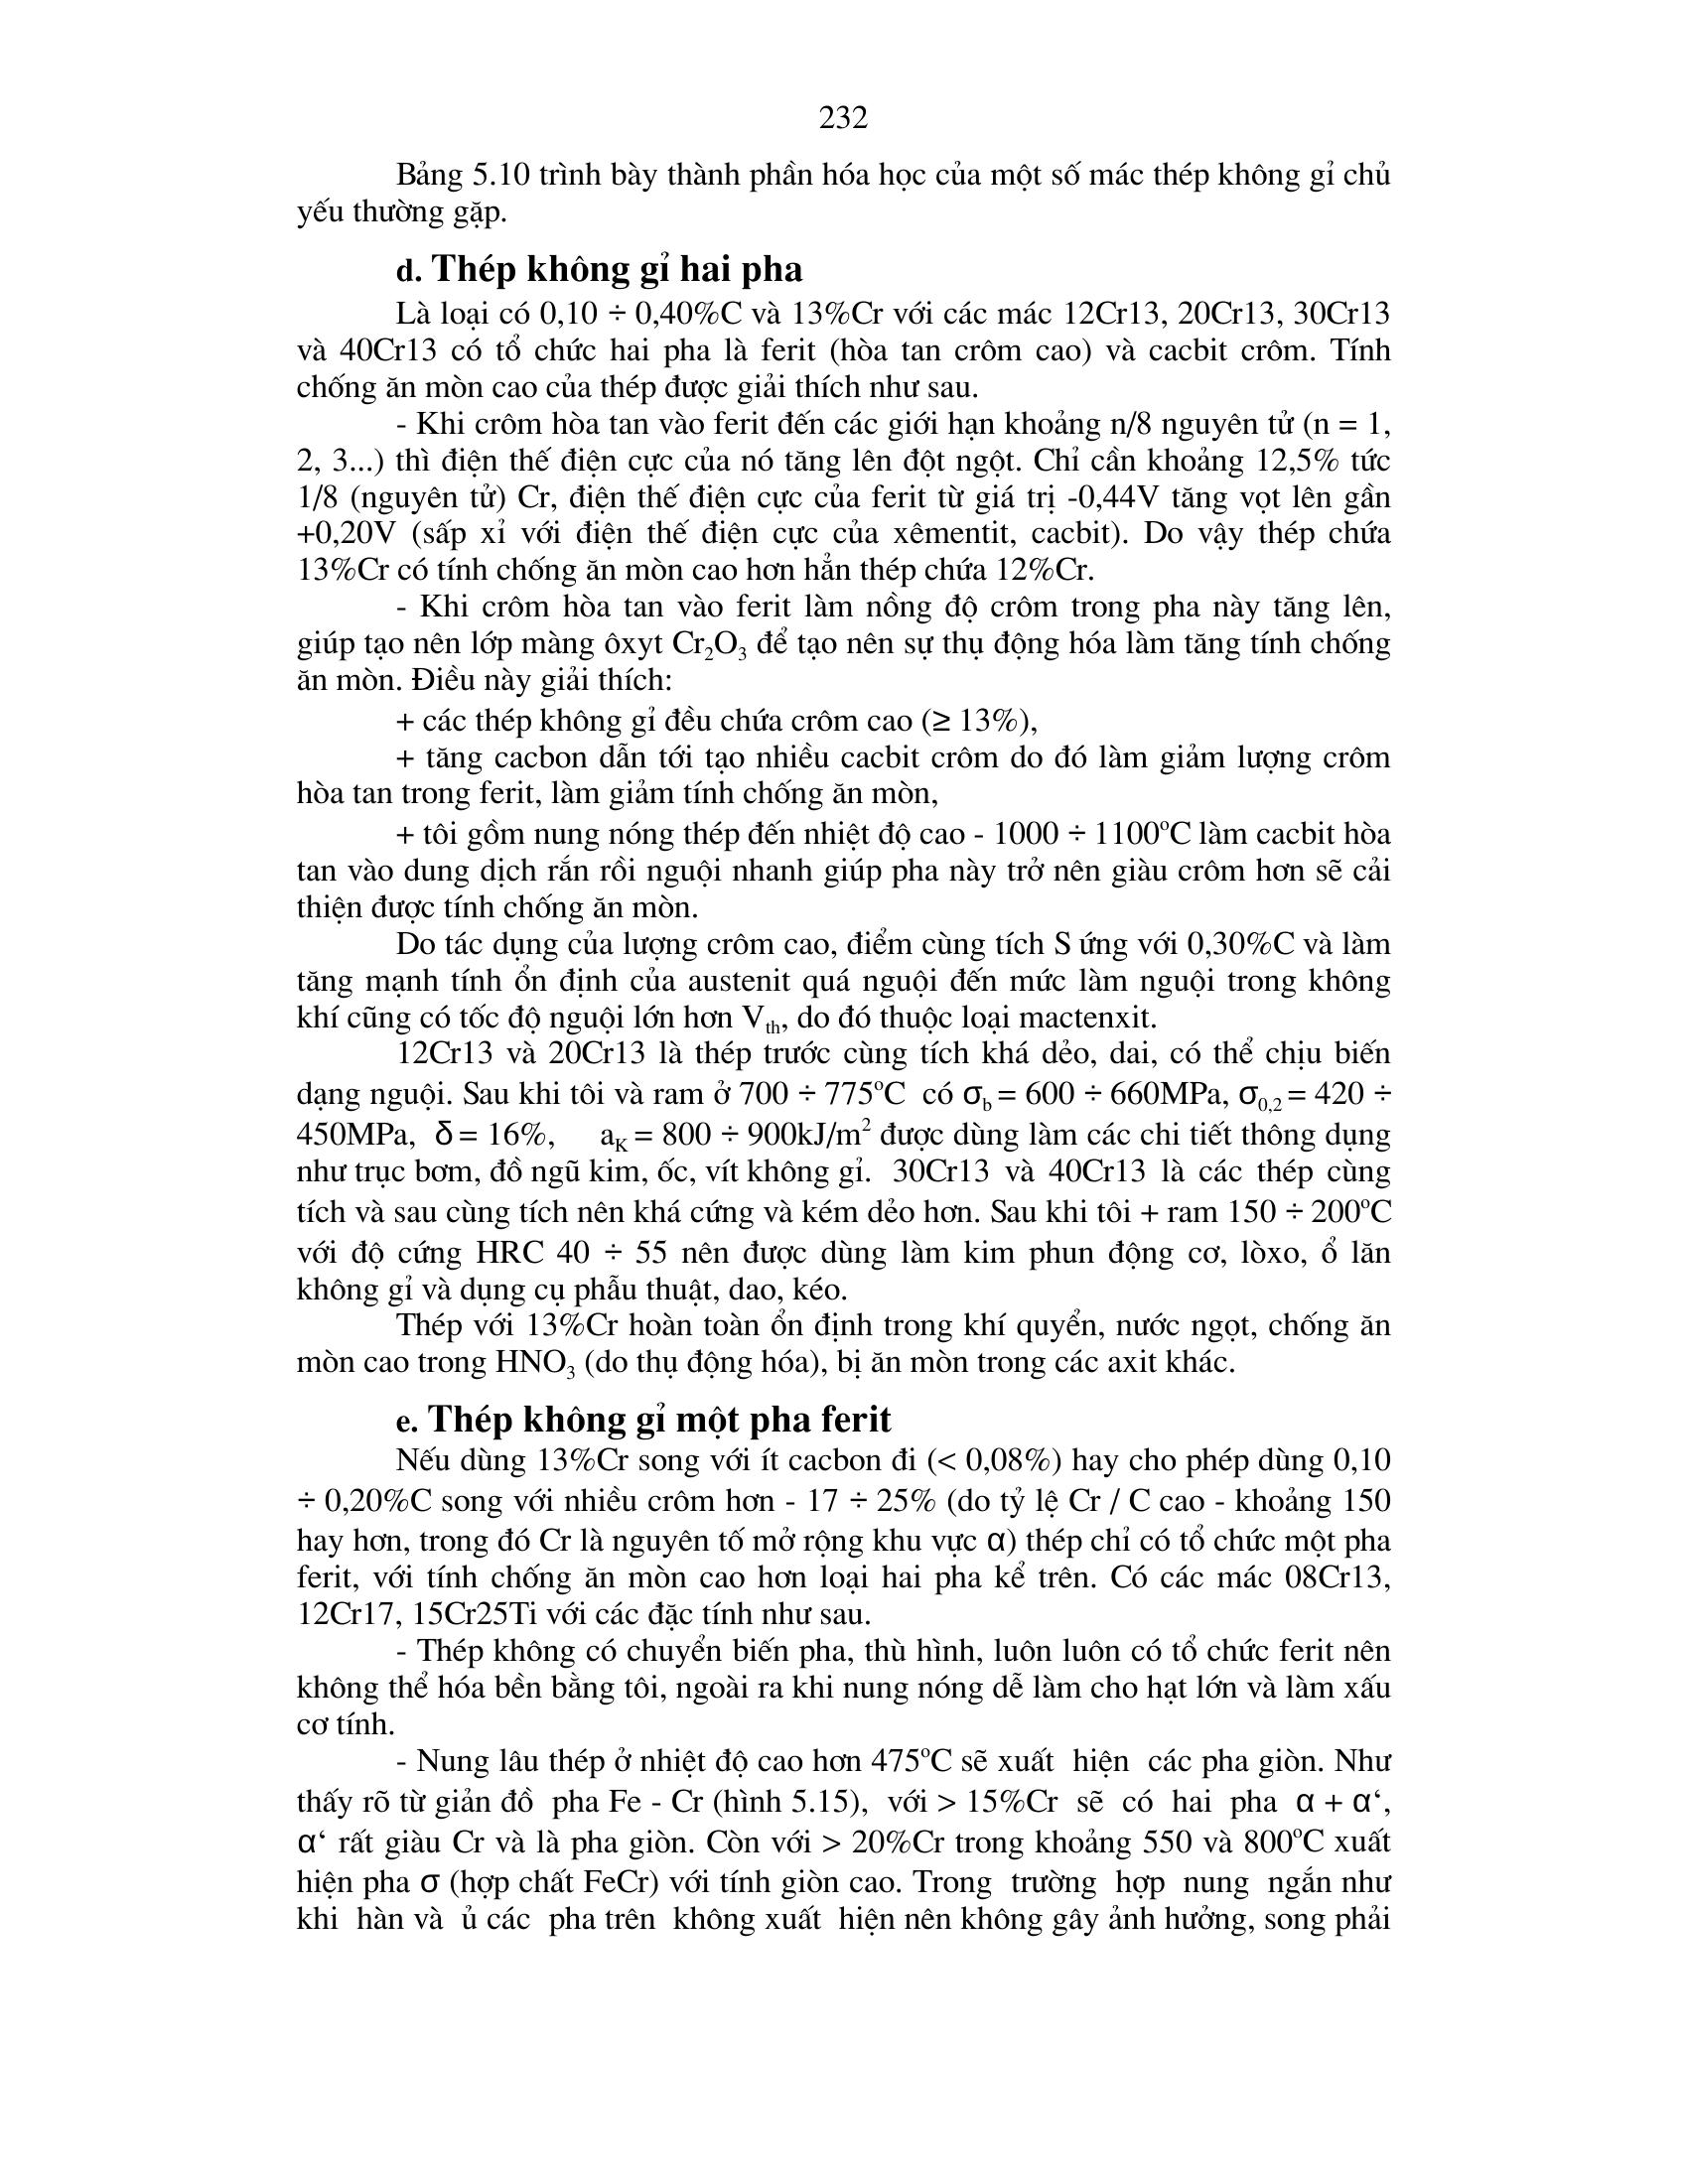 232
Bảng 5.10 trình bày thành phần hóa học của một số mác thép không gỉ chủ
yếu thường gặp.
d. Thép không gỉ hai pha
Là loại có 0,10 ÷ 0,40%C và 13%Cr với các mác 12Cr13, 20Cr13, 30Cr13
và 40Cr13 có tổ chức hai pha là ferit (hòa tan crôm cao) và cacbit crôm. Tính
chống ăn mòn cao của thép được giải thích như sau.
- Khi crôm hòa tan vào ferit đến các giới hạn khoảng n/8 nguyên tử (n = 1,
2, 3...) thì điện thế điện cực của nó tăng lên đột ngột. Chỉ cần khoảng 12,5% tức
1/8 (nguyên tử) Cr, điện thế điện cực của ferit từ giá trị -0,44V tăng vọt lên gần
+0,20V (sấp xỉ với điện thế điện cực của xêmentit, cacbit). Do vậy thép chứa
13%Cr có tính chống ăn mòn cao hơn hẳn thép chứa 12%Cr.
- Khi crôm hòa tan vào ferit làm nồng độ crôm trong pha này tăng lên,
giúp tạo nên lớp màng ôxyt Cr₂O₃ để tạo nên sự thụ động hóa làm tăng tính chống
ăn mòn. Điều này giải thích:
+ các thép không gỉ đều chứa crôm cao (≥ 13%),
+ tăng cacbon dẫn tới tạo nhiều cacbit crôm do đó làm giảm lượng crôm
hòa tan trong ferit, làm giảm tính chống ăn mòn,
+ tôi gồm nung nóng thép đến nhiệt độ cao - 1000 ÷ 1100ºC làm cacbit hòa
tan vào dung dịch rắn rồi nguội nhanh giúp pha này trở nên giàu crôm hơn sẽ cải
thiện được tính chống ăn mòn.
Do tác dụng của lượng crôm cao, điểm cùng tích S ứng với 0,30%C và làm
tăng mạnh tính ổn định của austenit quá nguội đến mức làm nguội trong không
khí cũng có tốc độ nguội lớn hơn Vth, do đó thuộc loại mactenxit.
12Cr13 và 20Cr13 là thép trước cùng tích khá dẻo, dai, có thể chịu biến
dạng nguội. Sau khi tôi và ram ở 700 ÷ 775ºC có σb = 600 ÷ 660MPa, σ0,2 = 420 ÷
450MPa, δ = 16%, aK = 800 ÷ 900kJ/m² được dùng làm các chi tiết thông dụng
như trục bơm, đồ ngũ kim, ốc, vít không gỉ. 30Cr13 và 40Cr13 là các thép cùng
tích và sau cùng tích nên khá cứng và kém dẻo hơn. Sau khi tôi + ram 150 ÷ 200ºC
với độ cứng HRC 40 ÷ 55 nên được dùng làm kim phun động cơ, lòxo, ổ lăn
không gỉ và dụng cụ phẫu thuật, dao, kéo.
Thép với 13%Cr hoàn toàn ổn định trong khí quyển, nước ngọt, chống ăn
mòn cao trong HNO₃ (do thụ động hóa), bị ăn mòn trong các axit khác.
e. Thép không gỉ một pha ferit
Nếu dùng 13%Cr song với ít cacbon đi (< 0,08%) hay cho phép dùng 0,10
÷ 0,20%C song với nhiều crôm hơn - 17 ÷ 25% (do tỷ lệ Cr / C cao - khoảng 150
hay hơn, trong đó Cr là nguyên tố mở rộng khu vực α) thép chỉ có tổ chức một pha
ferit, với tính chống ăn mòn cao hơn loại hai pha kể trên. Có các mác 08Cr13,
12Cr17, 15Cr25Ti với các đặc tính như sau.
- Thép không có chuyển biến pha, thù hình, luôn luôn có tổ chức ferit nên
không thể hóa bền bằng tôi, ngoài ra khi nung nóng dễ làm cho hạt lớn và làm xấu
cơ tính.
- Nung lâu thép ở nhiệt độ cao hơn 475ºC sẽ xuất hiện các pha giòn. Như
thấy rõ từ giản đồ pha Fe - Cr (hình 5.15), với > 15%Cr sẽ có hai pha α + α‘,
α‘ rất giàu Cr và là pha giòn. Còn với > 20%Cr trong khoảng 550 và 800ºC xuất
hiện pha σ (hợp chất FeCr) với tính giòn cao. Trong trường hợp nung ngắn như
khi hàn và ủ các pha trên không xuất hiện nên không gây ảnh hưởng, song phải